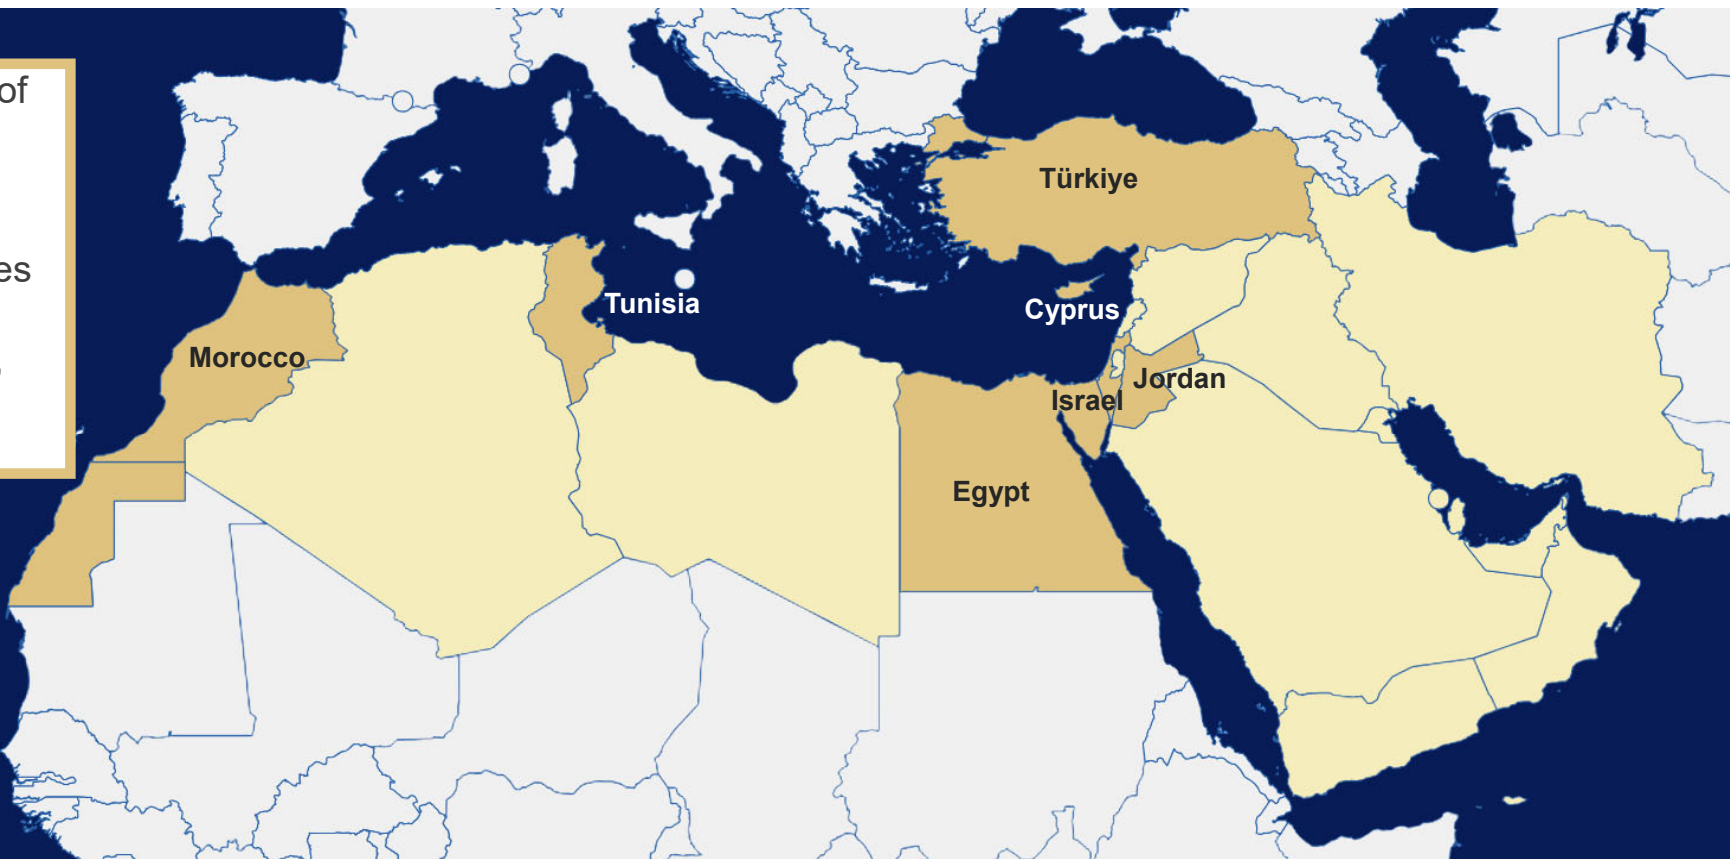 of
es
Türkiye
Tunisia
Cyprus
Morocco
Jordan
Israel
Egypt